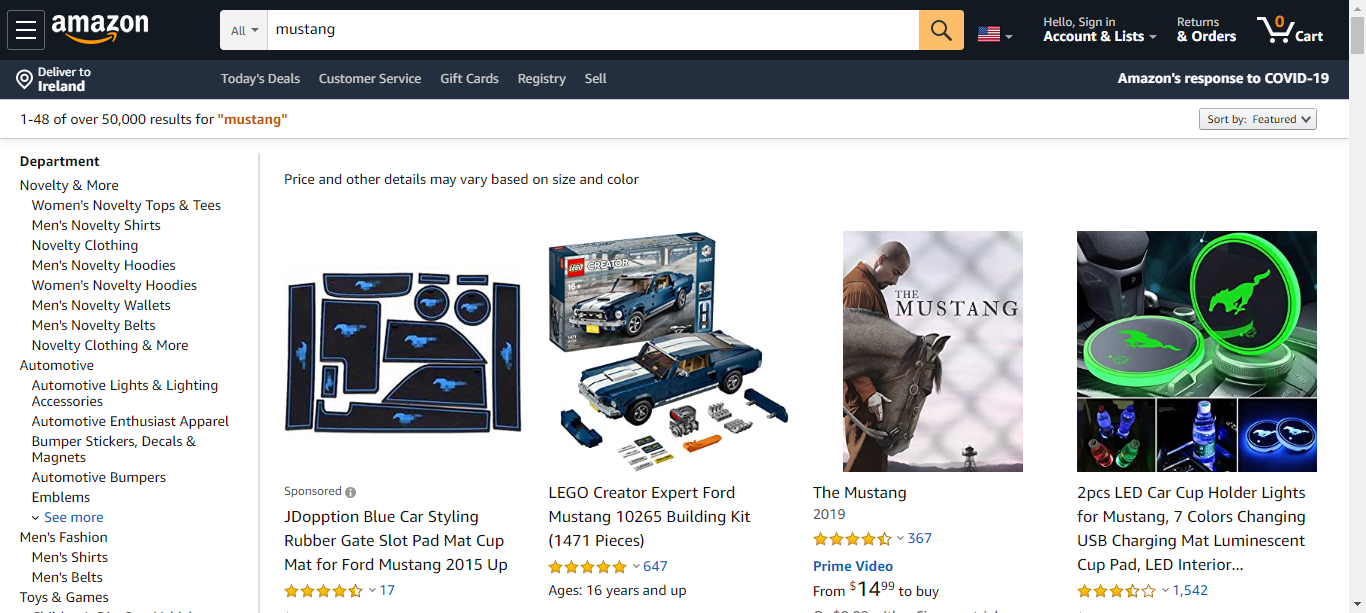 amazon
All
mustang
Hello, Sign in
Account & Lists
Returns
& Orders
0
Cart
Deliver to
Ireland
Today's Deals
Customer Service
Gift Cards
Registry
Sell
Amazon's response to COVID-19
1-48 of over 50,000 results for "mustang"
Sort by: Featured
Department
Novelty & More
Women's Novelty Tops & Tees
Men's Novelty Shirts
Novelty Clothing
Men's Novelty Hoodies
Women's Novelty Hoodies
Men's Novelty Wallets
Men's Novelty Belts
Novelty Clothing & More
Automotive
Automotive Lights & Lighting
Accessories
Automotive Enthusiast Apparel
Bumper Stickers, Decals &
Magnets
Automotive Bumpers
Emblems
See more
Men's Fashion
Men's Shirts
Men's Belts
Toys & Games
Price and other details may vary based on size and color
Sponsored
JDopption Blue Car Styling
Rubber Gate Slot Pad Mat Cup
Mat for Ford Mustang 2015 Up
17
LEGO
CREATOR
16+
LEGO Creator Expert Ford
Mustang 10265 Building Kit
(1471 Pieces)
647
Ages: 16 years and up
THE
MUSTANG
The Mustang
2019
367
Prime Video
From $14.99 to buy
2pcs LED Car Cup Holder Lights
for Mustang, 7 Colors Changing
USB Charging Mat Luminescent
Cup Pad, LED Interior...
1,542